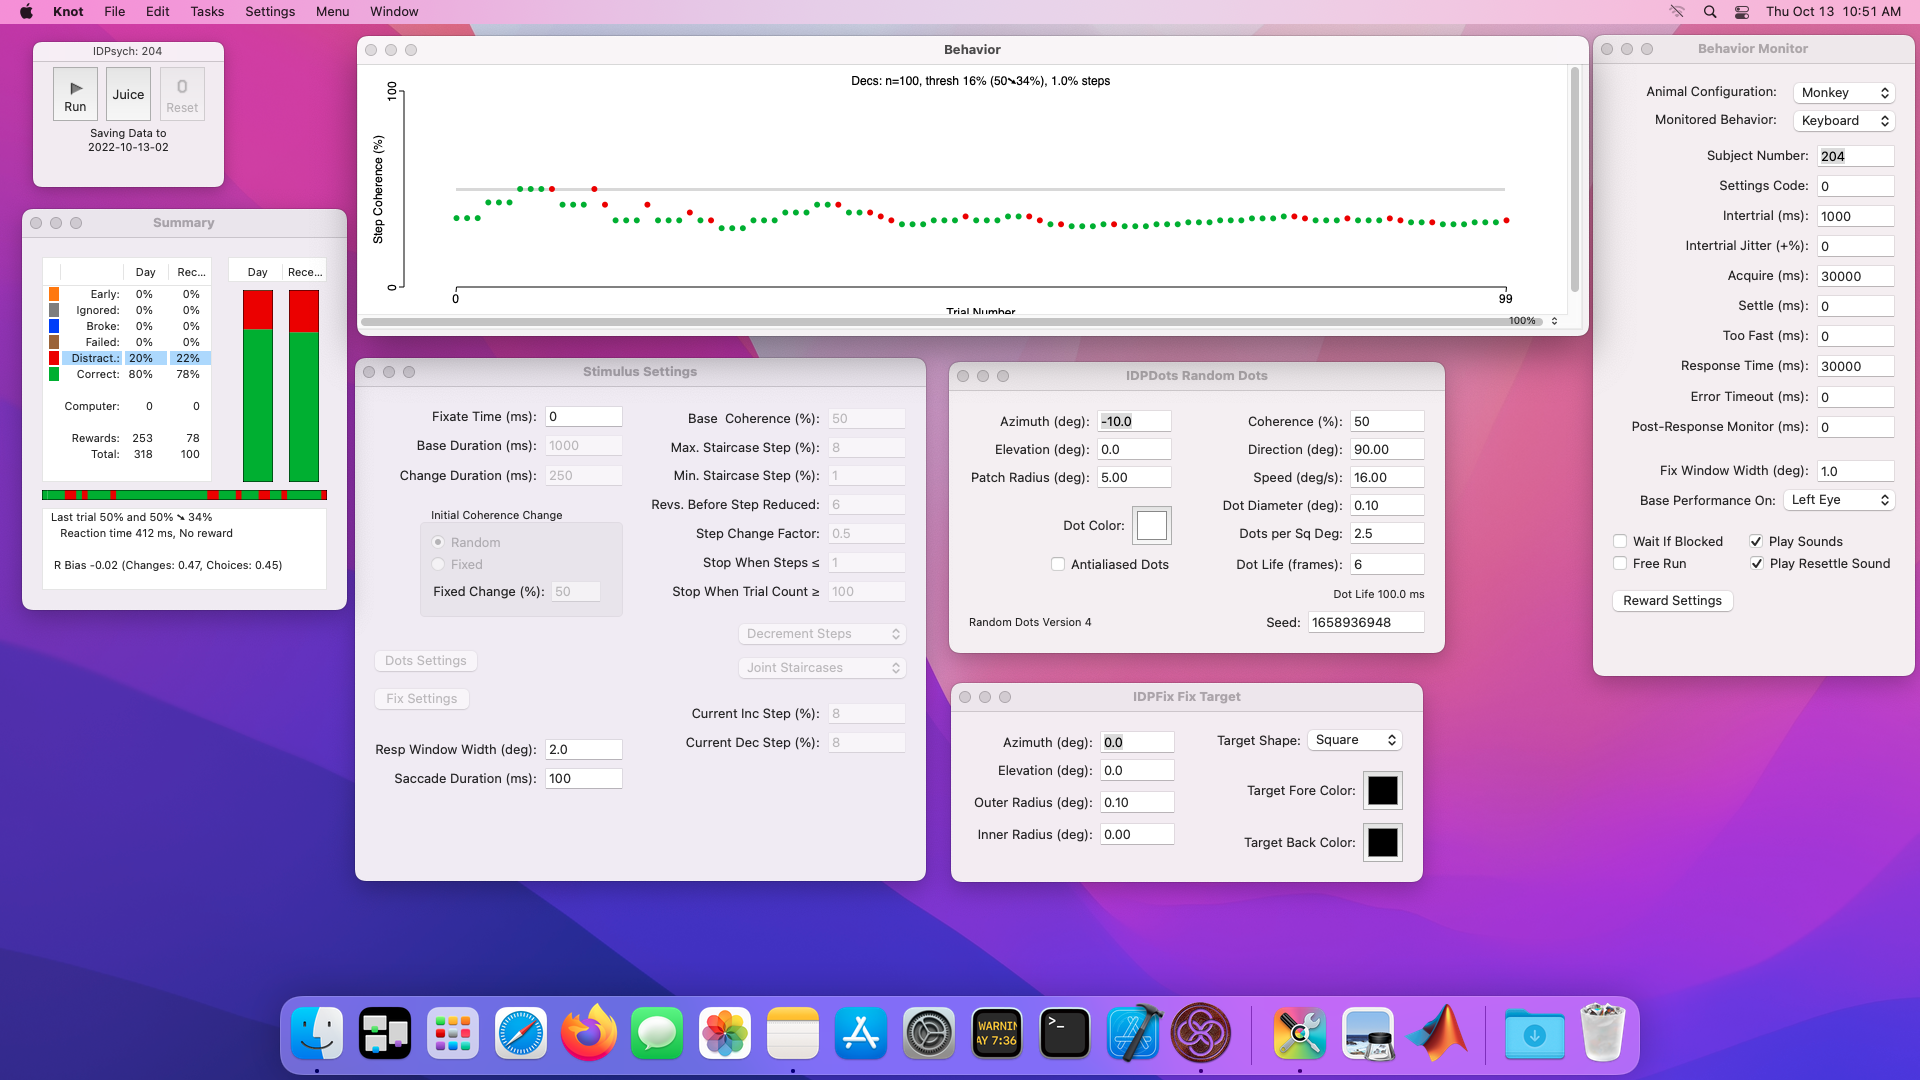 Knot File Edit Tasks Settings Menu Window Thu Oct 13 10:51 AM
IDPsych: 204
Run Juice 0 Reset
Saving Data to
2022-10-13-02
Summary
Day Rec... Day Rece...
Early: 0% 0%
Ignored: 0% 0%
Broke: 0% 0%
Failed: 0% 0%
Distract.: 20% 22%
Correct: 80% 78%
Computer: 0 0
Rewards: 253 78
Total: 318 100
Last trial 50% and 50% ➘ 34%
Reaction time 412 ms, No reward
R Bias -0.02 (Changes: 0.47, Choices: 0.45)
Behavior
Decs: n=100, thresh 16% (50➘34%), 1.0% steps
Step Coherence (%)
100
0
0 99
Trial Number
100%
Stimulus Settings
Fixate Time (ms): 0
Base Duration (ms): 1000
Change Duration (ms): 250
Initial Coherence Change
Random
Fixed
Fixed Change (%): 50
Dots Settings
Fix Settings
Resp Window Width (deg): 2.0
Saccade Duration (ms): 100
Base Coherence (%): 50
Max. Staircase Step (%): 8
Min. Staircase Step (%): 1
Revs. Before Step Reduced: 6
Step Change Factor: 0.5
Stop When Steps ≤ 1
Stop When Trial Count ≥ 100
Decrement Steps
Joint Staircases
Current Inc Step (%): 8
Current Dec Step (%): 8
IDPDots Random Dots
Azimuth (deg): -10.0
Elevation (deg): 0.0
Patch Radius (deg): 5.00
Dot Color:
Antialiased Dots
Random Dots Version 4
Coherence (%): 50
Direction (deg): 90.00
Speed (deg/s): 16.00
Dot Diameter (deg): 0.10
Dots per Sq Deg: 2.5
Dot Life (frames): 6
Dot Life 100.0 ms
Seed: 1658936948
IDPFix Fix Target
Azimuth (deg): 0.0
Elevation (deg): 0.0
Outer Radius (deg): 0.10
Inner Radius (deg): 0.00
Target Shape: Square
Target Fore Color:
Target Back Color:
Behavior Monitor
Animal Configuration: Monkey
Monitored Behavior: Keyboard
Subject Number: 204
Settings Code: 0
Intertrial (ms): 1000
Intertrial Jitter (+%): 0
Acquire (ms): 30000
Settle (ms): 0
Too Fast (ms): 0
Response Time (ms): 30000
Error Timeout (ms): 0
Post-Response Monitor (ms): 0
Fix Window Width (deg): 1.0
Base Performance On: Left Eye
Wait If Blocked Play Sounds
Free Run Play Resettle Sound
Reward Settings
WARNIN
AY 7:36
>_